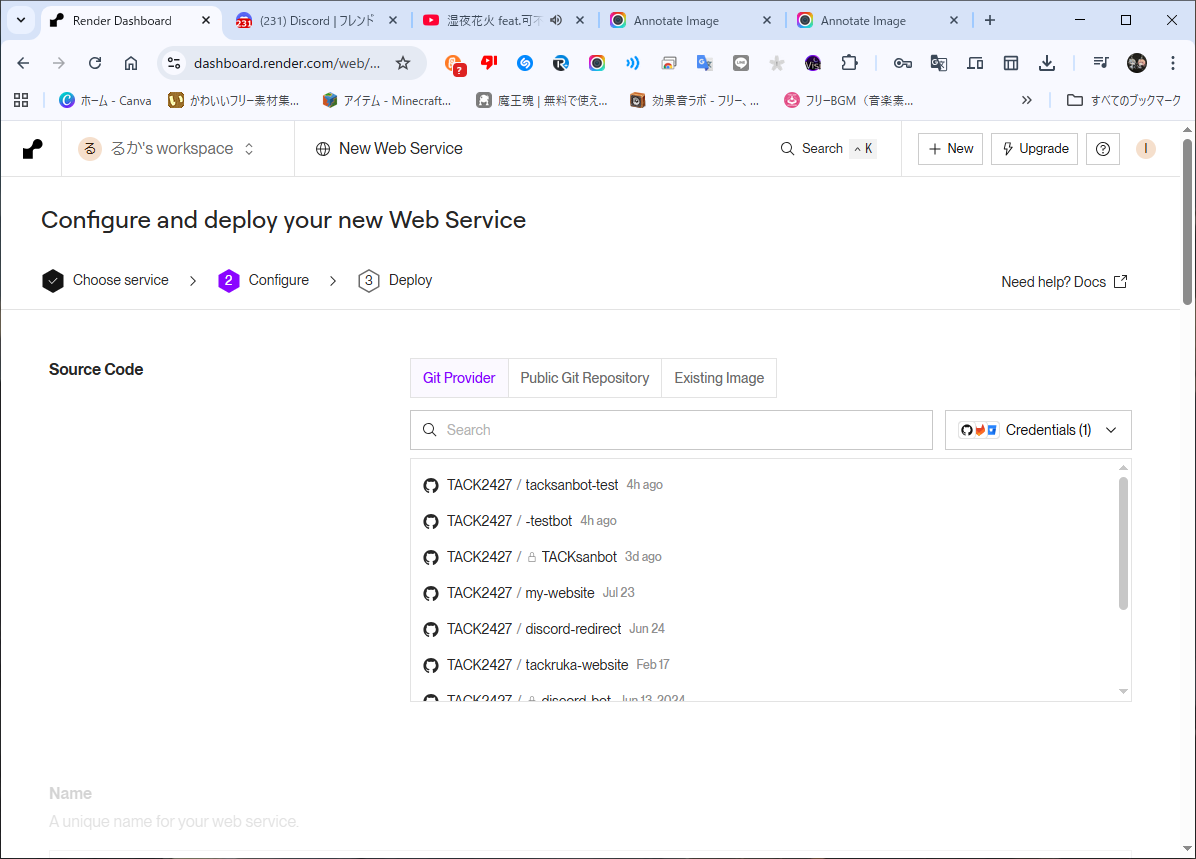 Render Dashboard
(231) Discord | フレンド
湿夜花火 feat.可不
Annotate Image
Annotate Image
dashboard.render.com/web/...
ホーム - Canva
かわいいフリー素材集...
アイテム - Minecraft...
魔王魂 | 無料で使え...
効果音ラボ - フリー、...
フリーBGM（音楽素...
すべてのブックマーク
る
るか's workspace
New Web Service
Search
K
New
Upgrade
I
Configure and deploy your new Web Service
Choose service
2 Configure
3 Deploy
Need help? Docs
Source Code
Git Provider
Public Git Repository
Existing Image
Search
Credentials (1)
TACK2427 / tacksanbot-test 4h ago
TACK2427 / -testbot 4h ago
TACK2427 / TACKsanbot 3d ago
TACK2427 / my-website Jul 23
TACK2427 / discord-redirect Jun 24
TACK2427 / tackruka-website Feb 17
TACK2427 / discord-bot Jun 13, 2024
Name
A unique name for your web service.